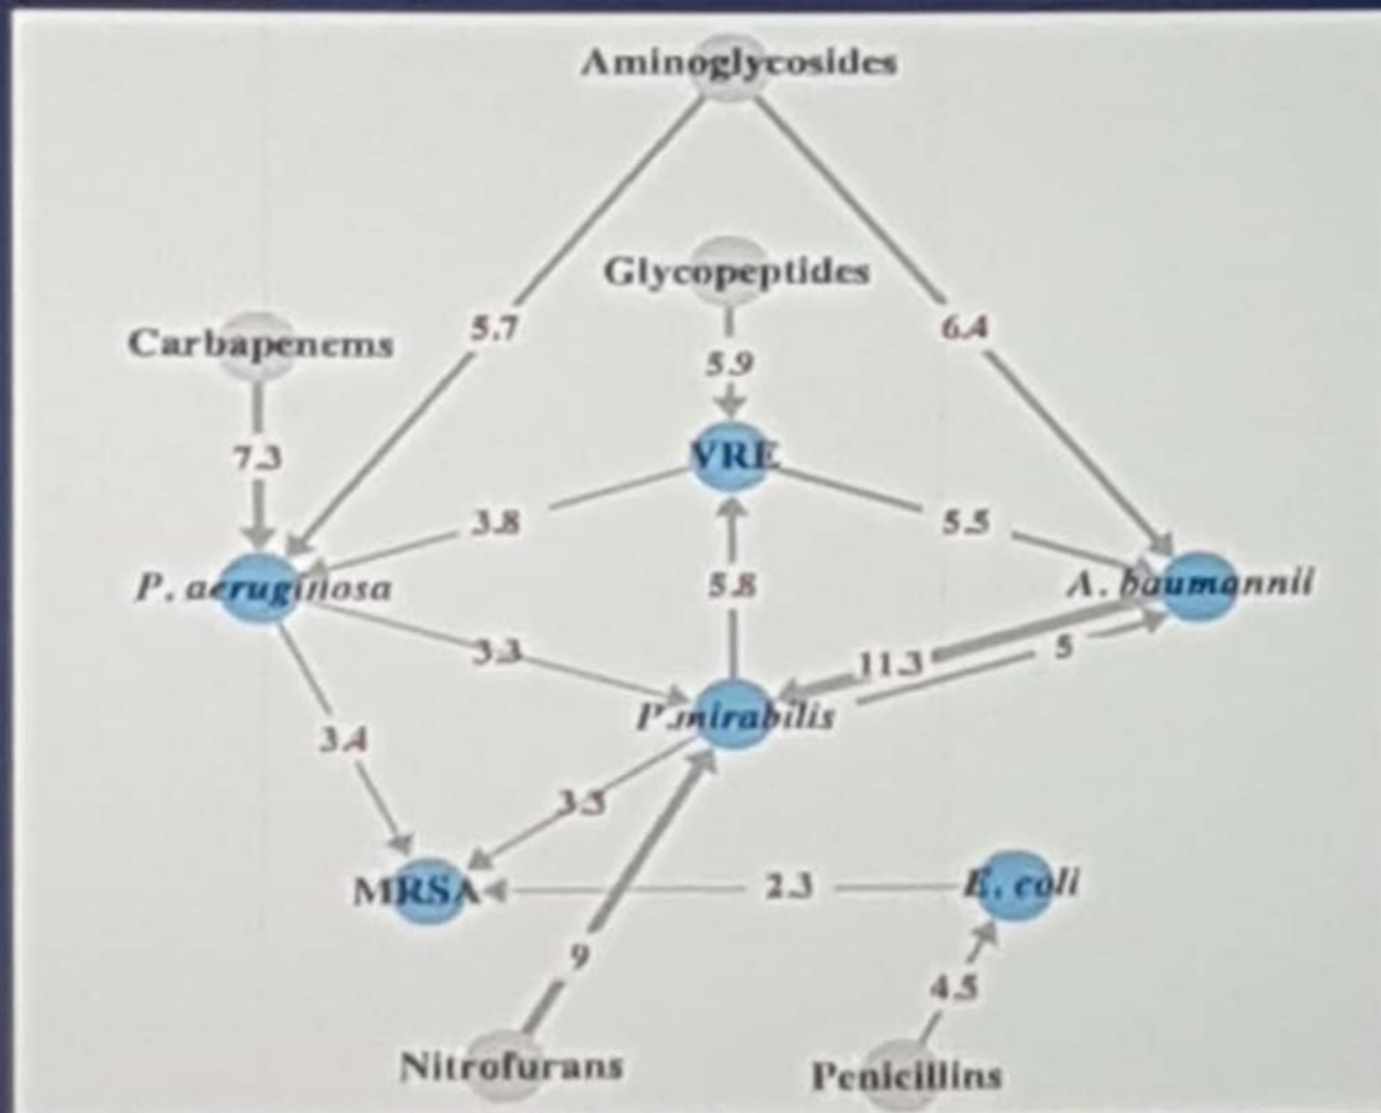 Aminoglycosides
Glycopeptides
Carbapenems
5.7
6.4
5.9
7.3
VRE
3.8
5.5
P. aeruginosa
5.8
A. baumannii
3.3
11.3
5
P. mirabilis
3.4
3.5
MRSA
2.3
E. coli
9
4.5
Nitrofurans
Penicillins